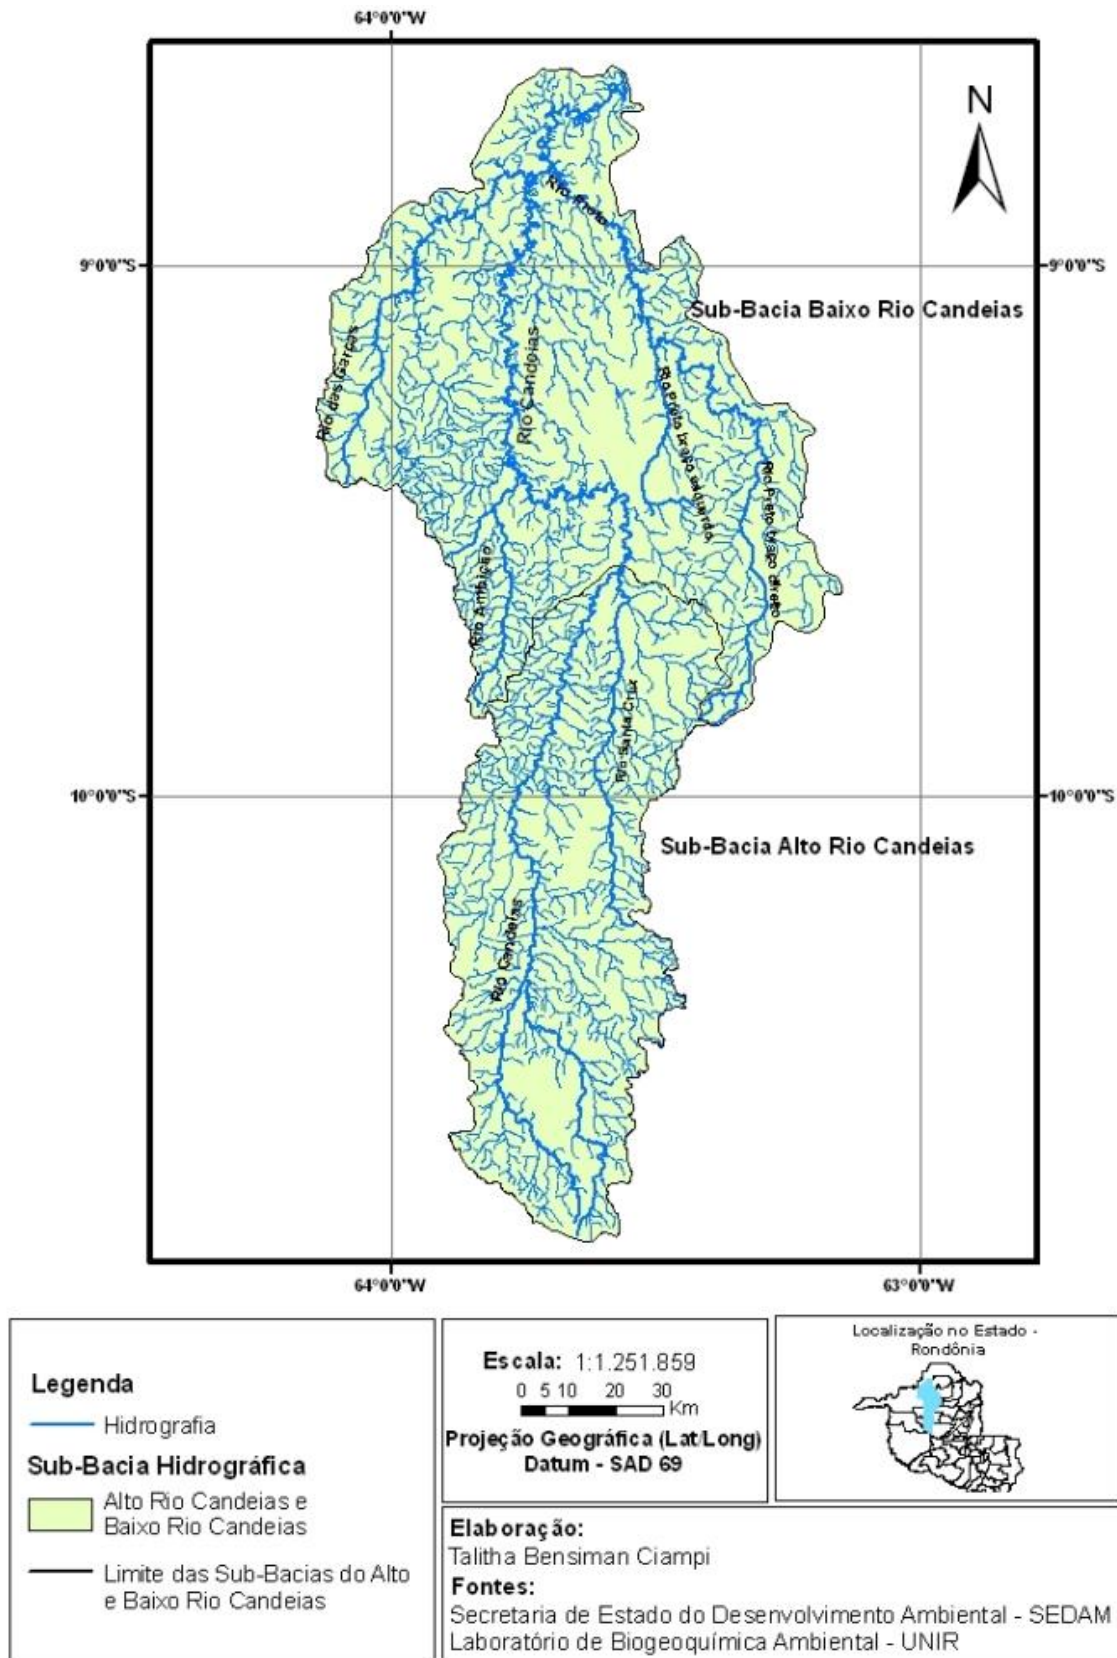 64°0'0"W
N
Rio Preto
9°0'0"S
9°0'0"S
Sub-Bacia Baixo Rio Candeias
Rio das Garças
Rio Candeias
Rio Preto braço esquerdo
Rio Preto braço direito
Rio Ambição
Rio Santa Cruz
10°0'0"S
10°0'0"S
Sub-Bacia Alto Rio Candeias
Rio Candeias
64°0'0"W
63°0'0"W
Legenda
Hidrografia
Sub-Bacia Hidrográfica
Alto Rio Candeias e
Baixo Rio Candeias
Limite das Sub-Bacias do Alto
e Baixo Rio Candeias
Escala: 1:1.251.859
0 5 10 20 30
Km
Projeção Geográfica (Lat/Long)
Datum - SAD 69
Localização no Estado -
Rondônia
Elaboração:
Talitha Bensiman Ciampi
Fontes:
Secretaria de Estado do Desenvolvimento Ambiental - SEDAM
Laboratório de Biogeoquímica Ambiental - UNIR